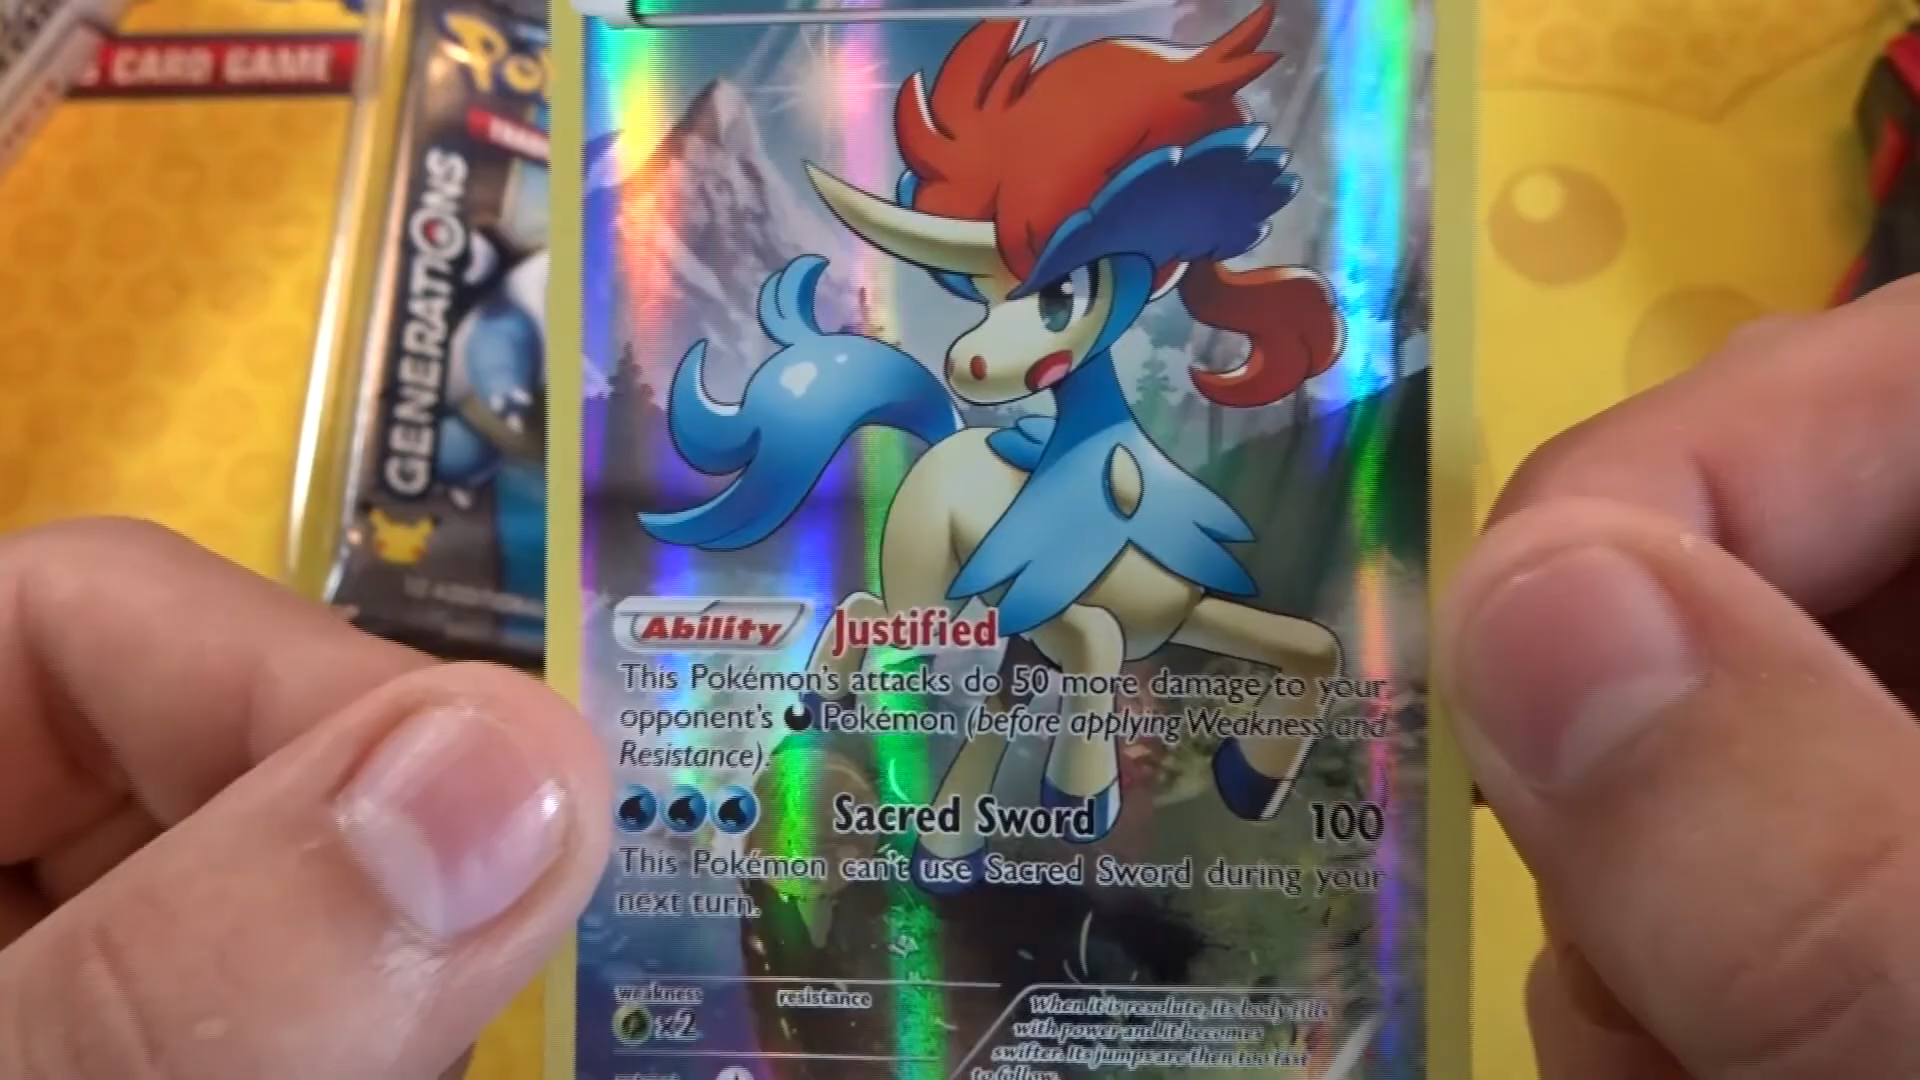 CARD GAME
GENERATIONS
Ability Justified
This Pokémon's attacks do 50 more damage to your
opponent's Pokémon (before applying Weakness and
Resistance).
Sacred Sword 100
This Pokémon can't use Sacred Sword during your
next turn.
weakness resistance
x2
When it is resolute, its body fills
with power and it becomes
swifter. Its jumps are then too fast
to follow.